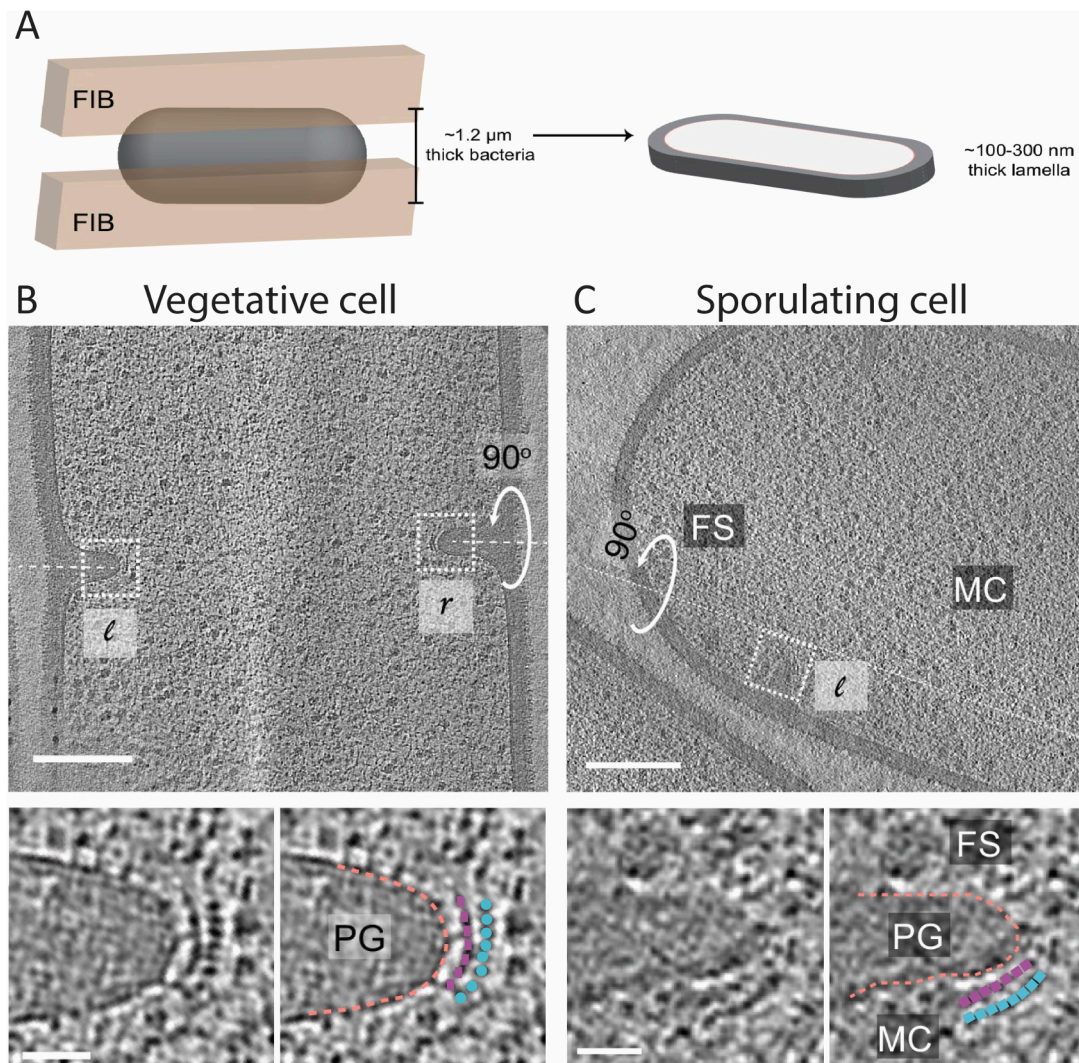 A
FIB
FIB
~1.2 µm
thick bacteria
~100-300 nm
thick lamella
B Vegetative cell
90°
ℓ
r
C Sporulating cell
90°
FS
MC
ℓ
PG
FS
PG
MC